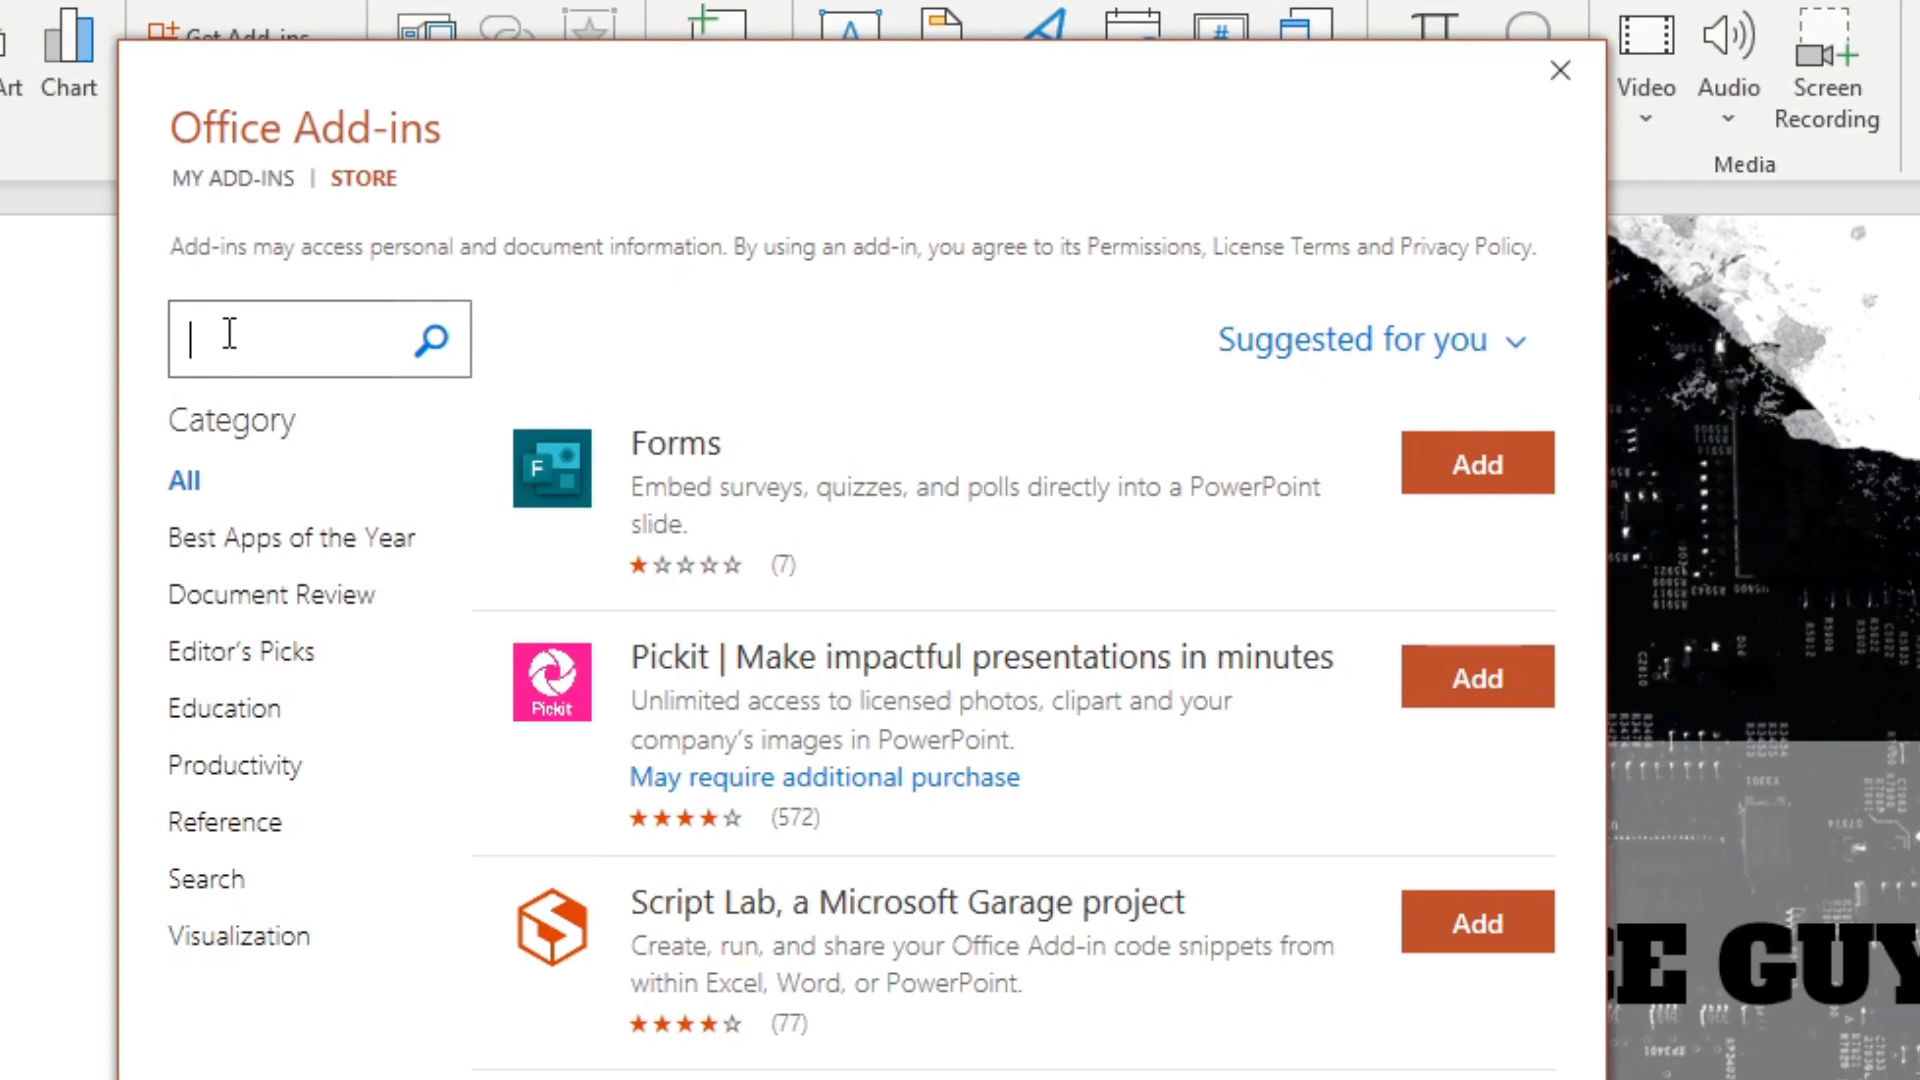 Art
Chart
Get Add-ins
Video
Audio
Screen
Recording
Media
Office Add-ins
MY ADD-INS | STORE
Add-ins may access personal and document information. By using an add-in, you agree to its Permissions, License Terms and Privacy Policy.
Suggested for you
Category
All
Best Apps of the Year
Document Review
Editor's Picks
Education
Productivity
Reference
Search
Visualization
Forms
Embed surveys, quizzes, and polls directly into a PowerPoint
slide.
(7)
Add
Pickit
Pickit | Make impactful presentations in minutes
Unlimited access to licensed photos, clipart and your
company's images in PowerPoint.
May require additional purchase
(572)
Add
Script Lab, a Microsoft Garage project
Create, run, and share your Office Add-in code snippets from
within Excel, Word, or PowerPoint.
(77)
Add
GUY